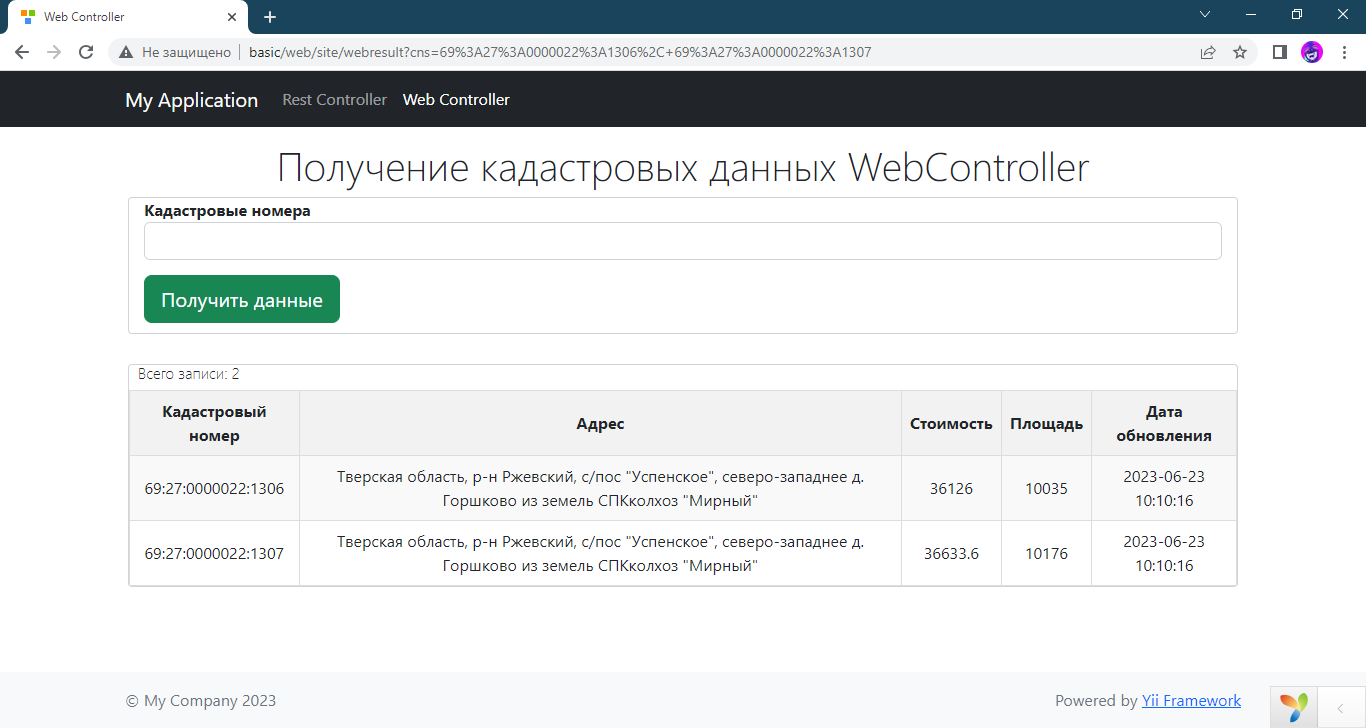 Web Controller
Не защищено
basic/web/site/webresult?cns=69%3A27%3A0000022%3A1306%2C+69%3A27%3A0000022%3A1307
My Application Rest Controller Web Controller
Получение кадастровых данных WebController
Кадастровые номера
Получить данные
Всего записи: 2
Кадастровый
номер
Адрес
Стоимость
Площадь
Дата
обновления
69:27:0000022:1306
Тверская область, р-н Ржевский, с/пос "Успенское", северо-западнее д.
Горшково из земель СПКколхоз "Мирный"
36126
10035
2023-06-23
10:10:16
69:27:0000022:1307
Тверская область, р-н Ржевский, с/пос "Успенское", северо-западнее д.
Горшково из земель СПКколхоз "Мирный"
36633.6
10176
2023-06-23
10:10:16
© My Company 2023
Powered by Yii Framework